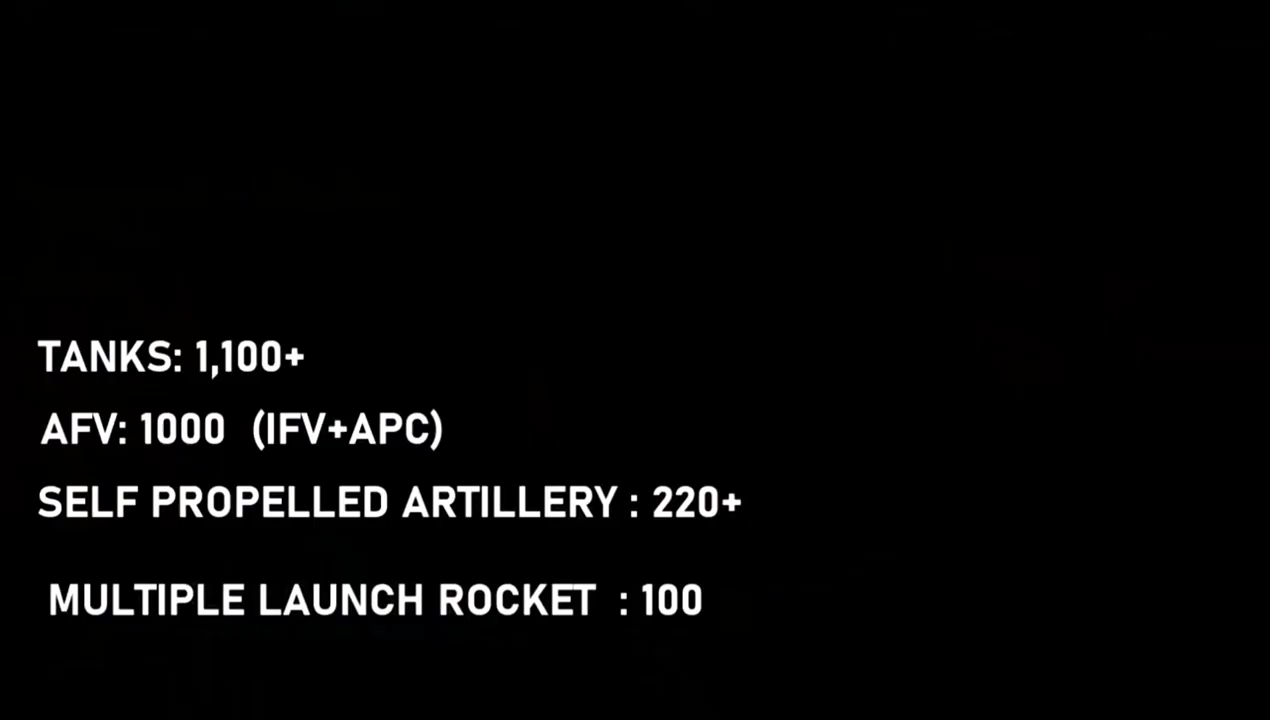 TANKS: 1,100+
AFV: 1000 (IFV+APC)
SELF PROPELLED ARTILLERY : 220+
MULTIPLE LAUNCH ROCKET : 100